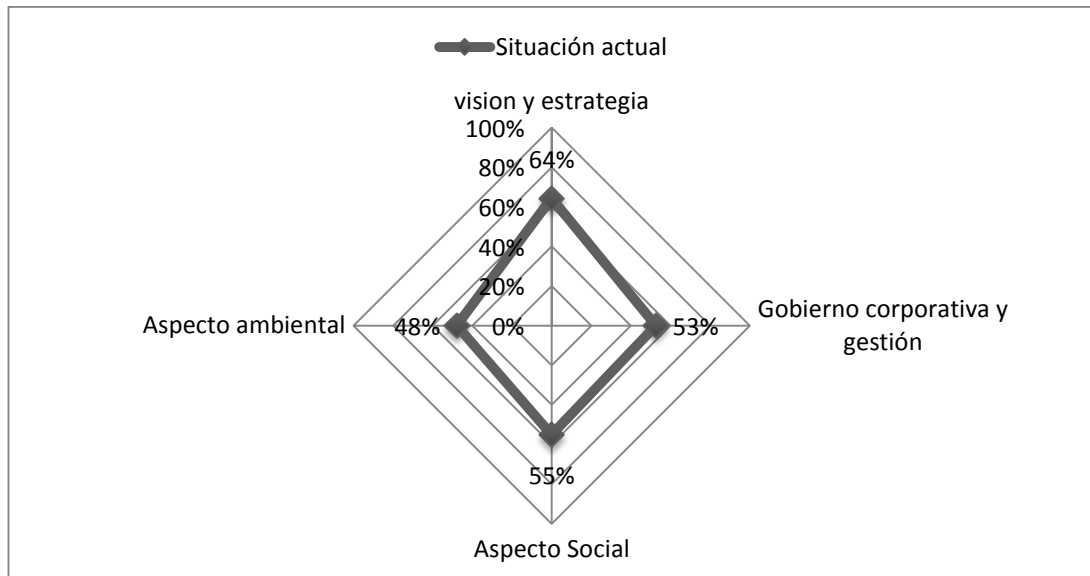 Situación actual
vision y estrategia
100%
64%
80%
60%
40%
20%
Aspecto ambiental
48%
0%
53%
Gobierno corporativa y
gestión
55%
Aspecto Social